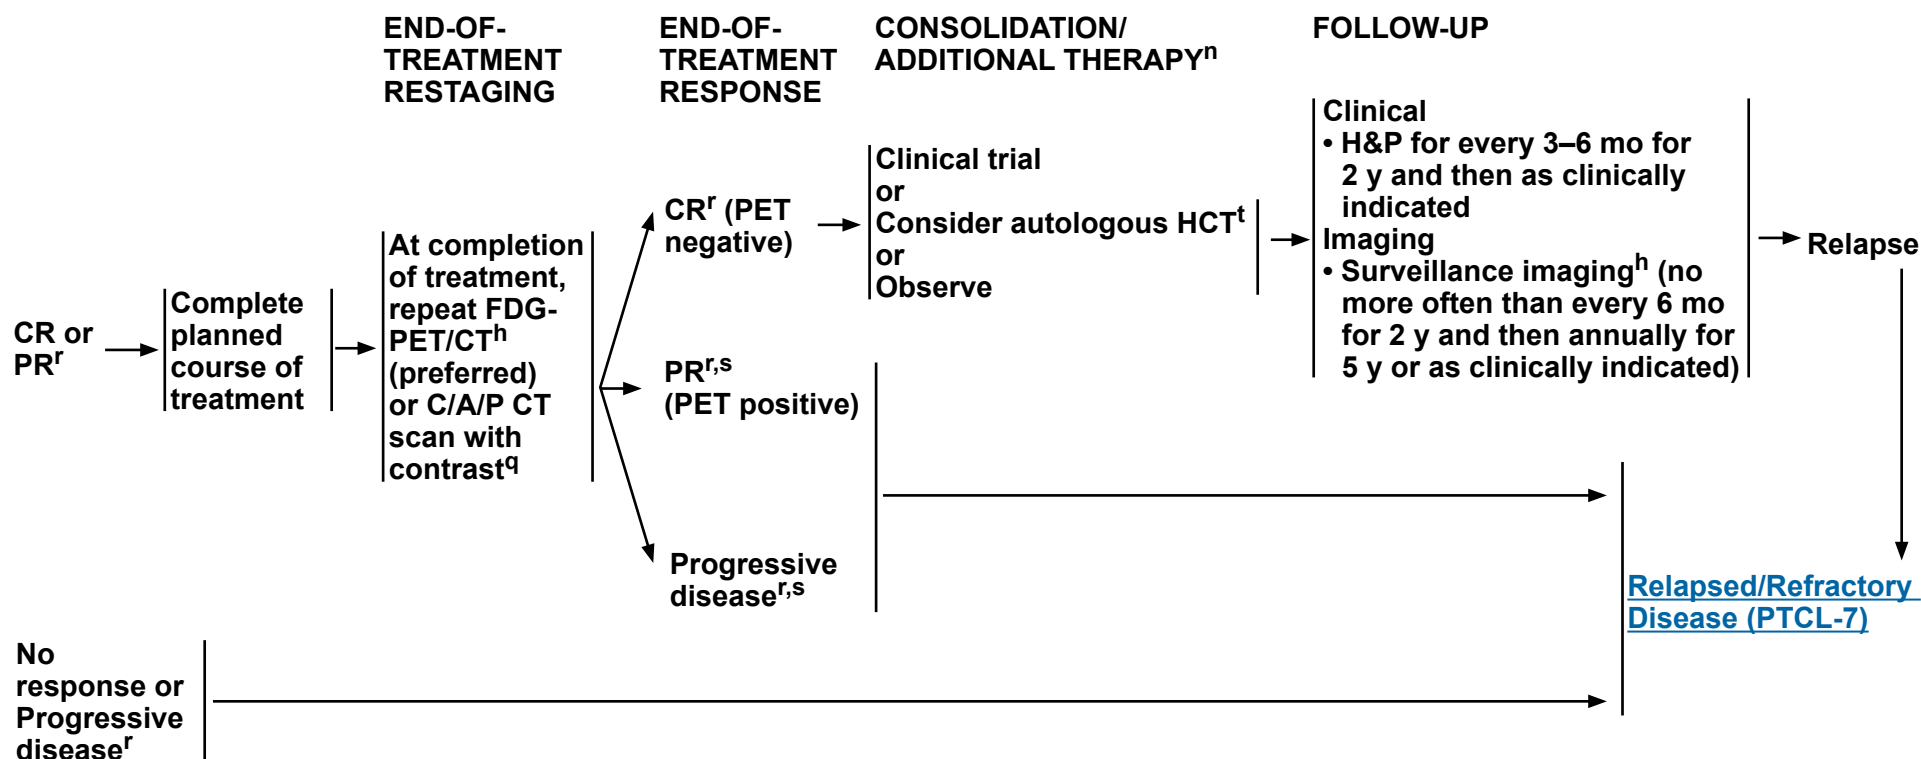 END-OF-
TREATMENT
RESTAGING
END-OF-
TREATMENT
RESPONSE
CONSOLIDATION/
ADDITIONAL THERAPYⁿ
FOLLOW-UP
CR or
PRʳ
Complete
planned
course of
treatment
At completion
of treatment,
repeat FDG-
PET/CTʰ
(preferred)
or C/A/P CT
scan with
contrast^q
CRʳ (PET
negative)
PRʳ,ˢ
(PET positive)
Progressive
diseaseʳ,ˢ
Clinical trial
or
Consider autologous HCTᵗ
or
Observe
Clinical
• H&P for every 3–6 mo for
2 y and then as clinically
indicated
Imaging
• Surveillance imagingʰ (no
more often than every 6 mo
for 2 y and then annually for
5 y or as clinically indicated)
Relapse
Relapsed/Refractory
Disease (PTCL-7)
No
response or
Progressive
diseaseʳ